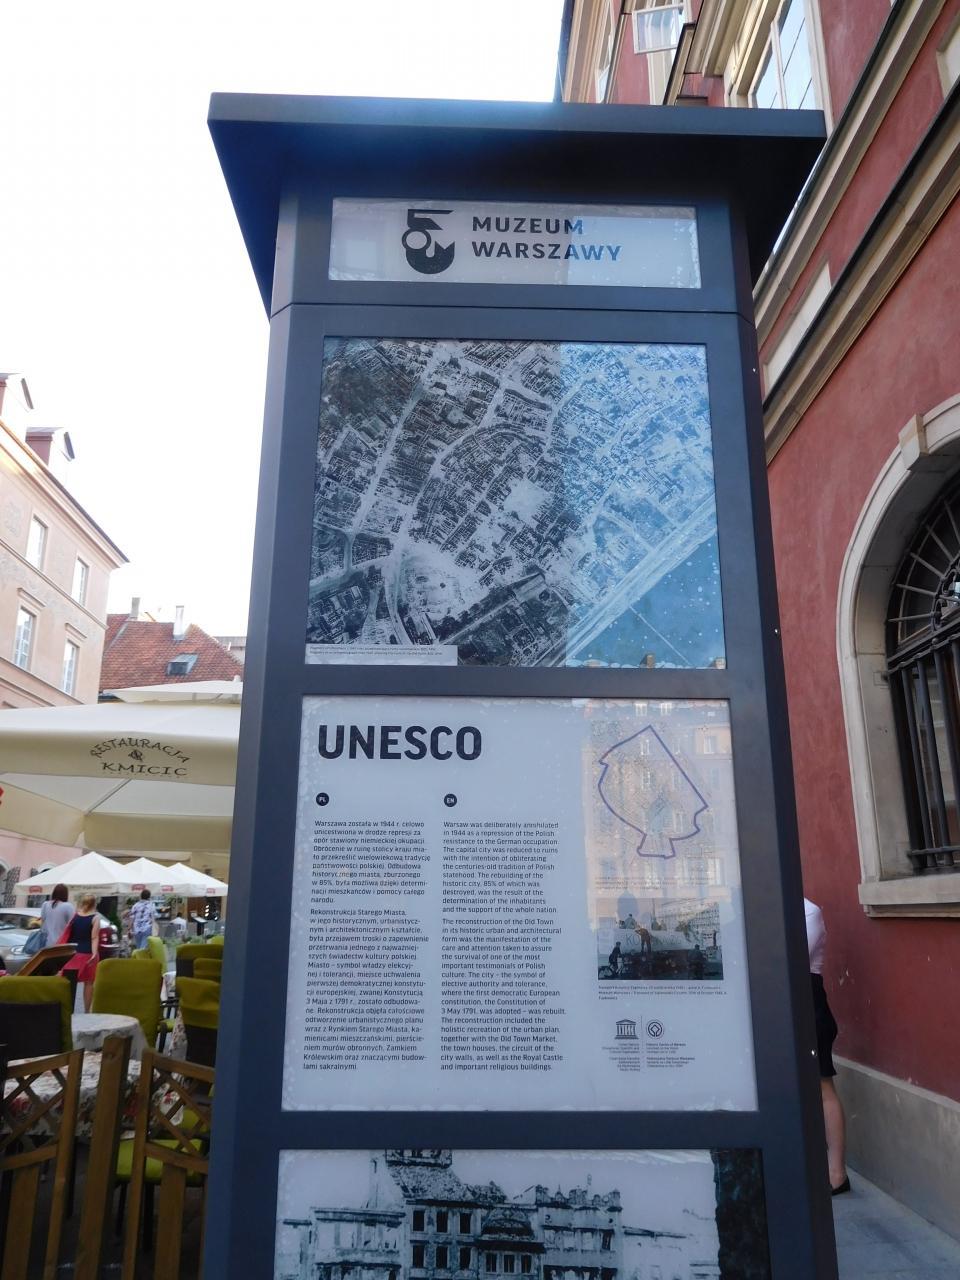 MUZEUM
WARSZAWY
UNESCO
PL
Warszawa została w 1944 r. celowo
unicestwiona w drodze represji za
opór stawiony niemieckiej okupacji.
Obrócenie w ruinę stolicy kraju mia-
ło przekreślić wielowiekową tradycję
państwowości polskiej. Odbudowa
historycznego miasta, zburzonego
w 85%, była możliwa dzięki determi-
nacji mieszkańców i pomocy całego
narodu.
Rekonstrukcja Starego Miasta,
w jego historycznym, urbanistycz-
nym i architektonicznym kształcie,
była przejawem troski o zapewnienie
przetrwania jednego z najważniej-
szych świadectw kultury polskiej.
Miasto – symbol władzy elekcyj-
nej i tolerancji, miejsce uchwalenia
pierwszej demokratycznej konstytu-
cji europejskiej, zwanej Konstytucją
3 Maja z 1791 r., zostało odbudowa-
ne. Rekonstrukcja objęła całościowe
odtworzenie urbanistycznego planu
wraz z Rynkiem Starego Miasta, ka-
mienicami mieszczańskimi, pierście-
niem murów obronnych, Zamkiem
Królewskim oraz znaczącymi budow-
lami sakralnymi.
EN
Warsaw was deliberately annihilated
in 1944 as a repression of the Polish
resistance to the German occupation.
The capital city was reduced to ruins
with the intention of obliterating
the centuries-old tradition of Polish
statehood. The rebuilding of the
historic city, 85% of which was
destroyed, was the result of the
determination of the inhabitants
and the support of the whole nation.
The reconstruction of the Old Town
in its historic urban and architectural
form was the manifestation of the
care and attention taken to assure
the survival of one of the most
important testimonials of Polish
culture. The city – the symbol of
elective authority and tolerance,
where the first democratic European
constitution, the Constitution of
3 May 1791, was adopted – was rebuilt.
The reconstruction included the
holistic recreation of the urban plan,
together with the Old Town Market,
the town houses, the circuit of the
city walls, as well as the Royal Castle
and important religious buildings.
RESTAURACJA
&
KMICIC